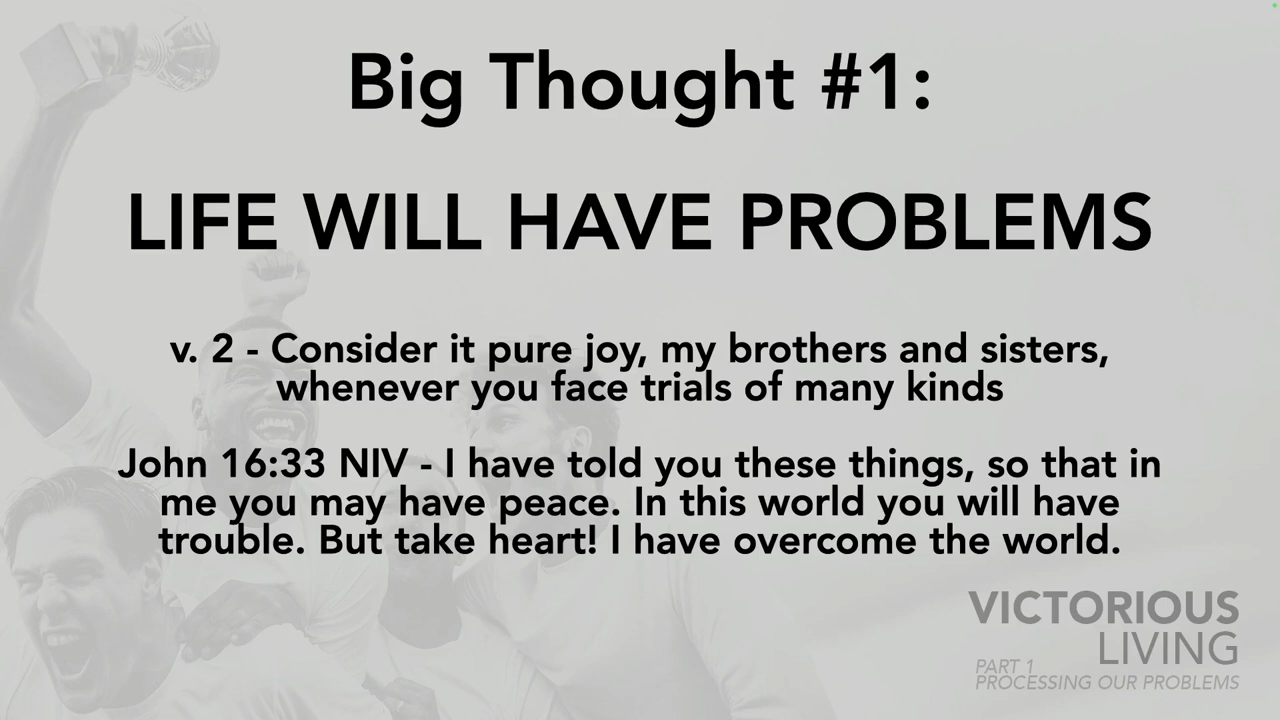 Big Thought #1:
LIFE WILL HAVE PROBLEMS
v. 2 - Consider it pure joy, my brothers and sisters,
whenever you face trials of many kinds
John 16:33 NIV - I have told you these things, so that in
me you may have peace. In this world you will have
trouble. But take heart! I have overcome the world.
VICTORIOUS
LIVING
PART 1
PROCESSING OUR PROBLEMS